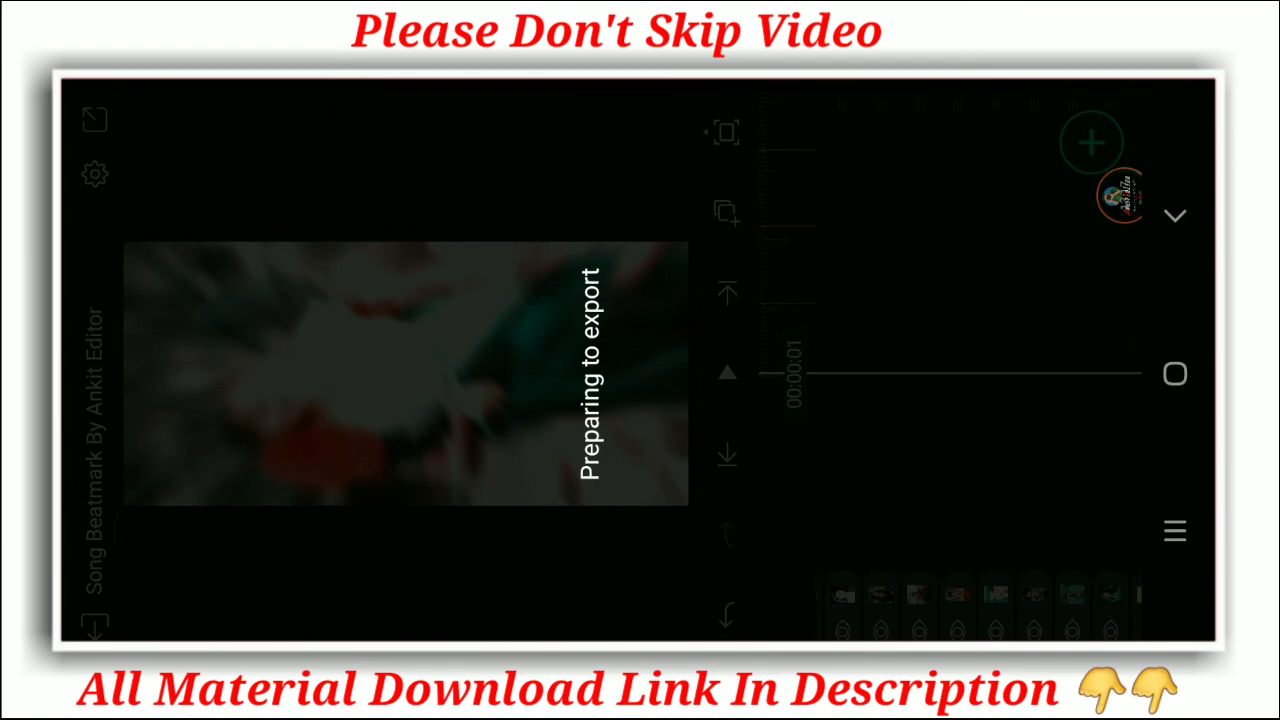 Please Don't Skip Video
Song Beatmark By Ankit Editor
Preparing to export
00:00:01
All Material Download Link In Description 👇👇